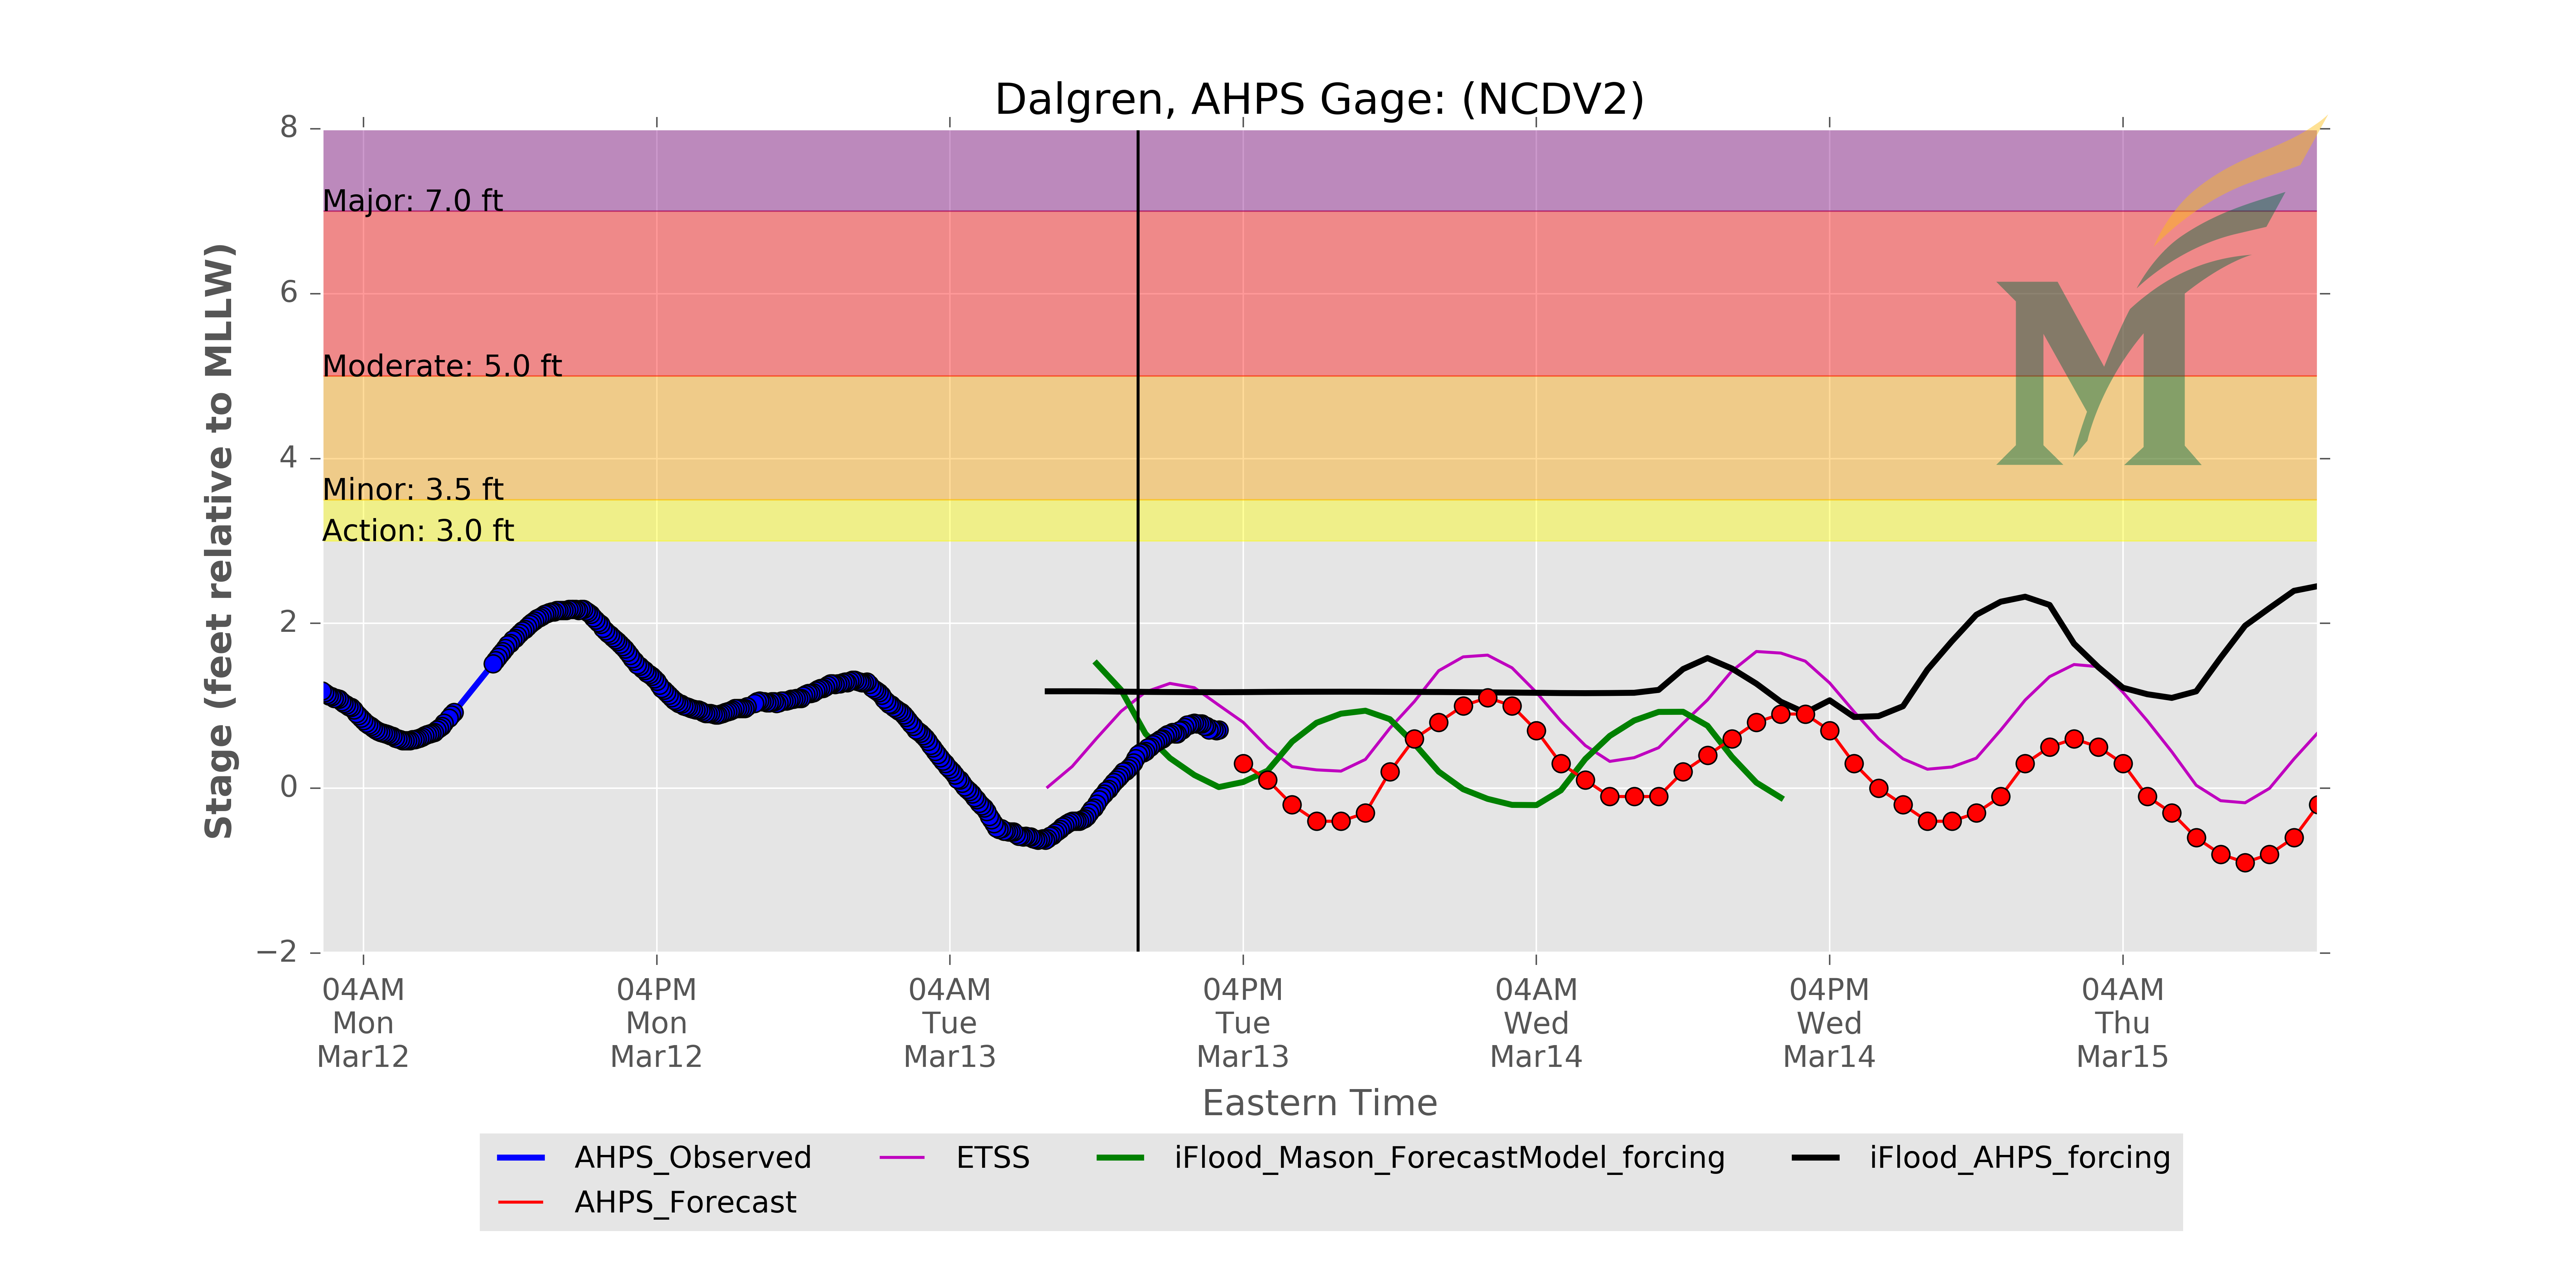 Dalgren, AHPS Gage: (NCDV2)
Stage (feet relative to MLLW)
8
6
4
2
0
−2
Major: 7.0 ft
Moderate: 5.0 ft
Minor: 3.5 ft
Action: 3.0 ft
M
04AM 04PM 04AM 04PM 04AM 04PM 04AM
Mon Mon Tue Tue Wed Wed Thu
Mar12 Mar12 Mar13 Mar13 Mar14 Mar14 Mar15
Eastern Time
AHPS_Observed ETSS iFlood_Mason_ForecastModel_forcing iFlood_AHPS_forcing
AHPS_Forecast